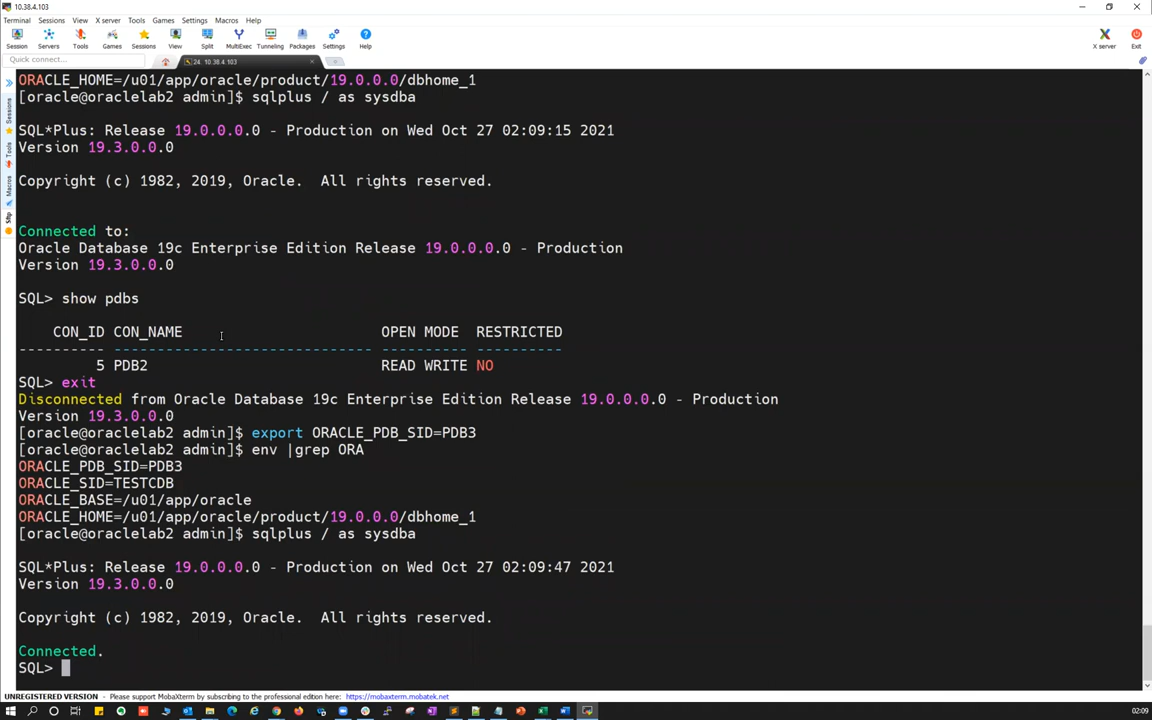 10.38.4.103
Terminal Sessions View X server Tools Games Settings Macros Help
Session Servers Tools Games Sessions View Split MultiExec Tunneling Packages Settings Help X server Exit
Quick connect...
24. 10.38.4.103
Sessions
Tools
Macros
Sftp
ORACLE_HOME=/u01/app/oracle/product/19.0.0.0/dbhome_1
[oracle@oraclelab2 admin]$ sqlplus / as sysdba
SQL*Plus: Release 19.0.0.0.0 - Production on Wed Oct 27 02:09:15 2021
Version 19.3.0.0.0
Copyright (c) 1982, 2019, Oracle.  All rights reserved.
Connected to:
Oracle Database 19c Enterprise Edition Release 19.0.0.0.0 - Production
Version 19.3.0.0.0
SQL> show pdbs
CON_ID CON_NAME OPEN MODE RESTRICTED
---------- ------------------------------ ---------- ----------
5 PDB2 READ WRITE NO
SQL> exit
Disconnected from Oracle Database 19c Enterprise Edition Release 19.0.0.0.0 - Production
Version 19.3.0.0.0
[oracle@oraclelab2 admin]$ export ORACLE_PDB_SID=PDB3
[oracle@oraclelab2 admin]$ env |grep ORA
ORACLE_PDB_SID=PDB3
ORACLE_SID=TESTCDB
ORACLE_BASE=/u01/app/oracle
ORACLE_HOME=/u01/app/oracle/product/19.0.0.0/dbhome_1
[oracle@oraclelab2 admin]$ sqlplus / as sysdba
SQL*Plus: Release 19.0.0.0.0 - Production on Wed Oct 27 02:09:47 2021
Version 19.3.0.0.0
Copyright (c) 1982, 2019, Oracle.  All rights reserved.
Connected.
SQL>
UNREGISTERED VERSION - Please support MobaXterm by subscribing to the professional edition here: https://mobaxterm.mobatek.net
02:09